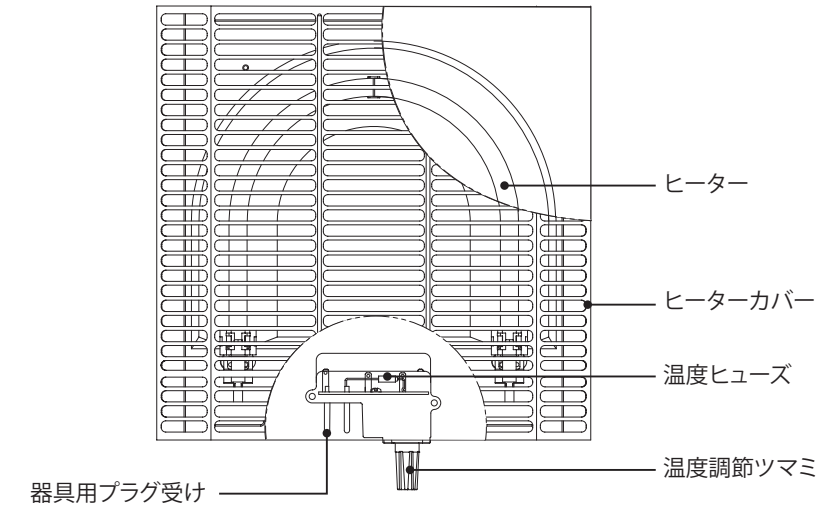 ヒーター
ヒーターカバー
温度ヒューズ
温度調節ツマミ
器具用プラグ受け